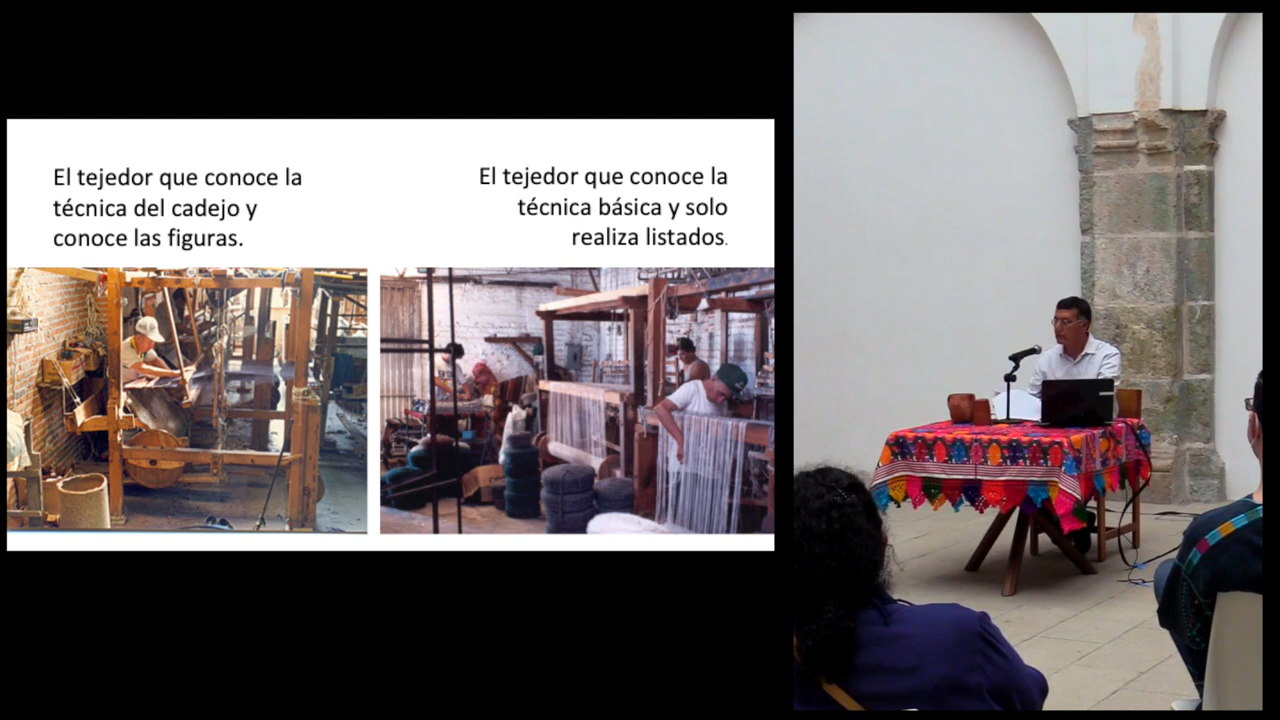 El tejedor que conoce la
técnica del cadejo y
conoce las figuras.
El tejedor que conoce la
técnica básica y solo
realiza listados.